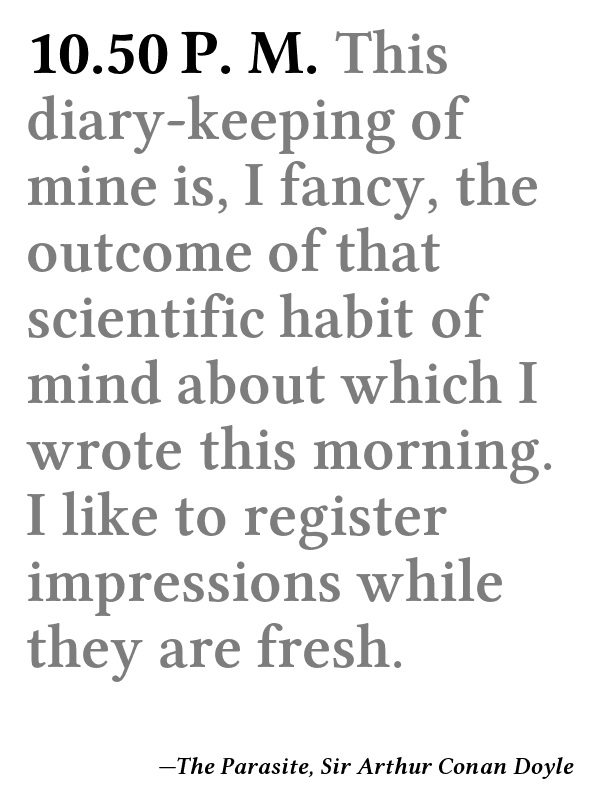 10.50 P. M. This
diary-keeping of
mine is, I fancy, the
outcome of that
scientific habit of
mind about which I
wrote this morning.
I like to register
impressions while
they are fresh.
—The Parasite, Sir Arthur Conan Doyle